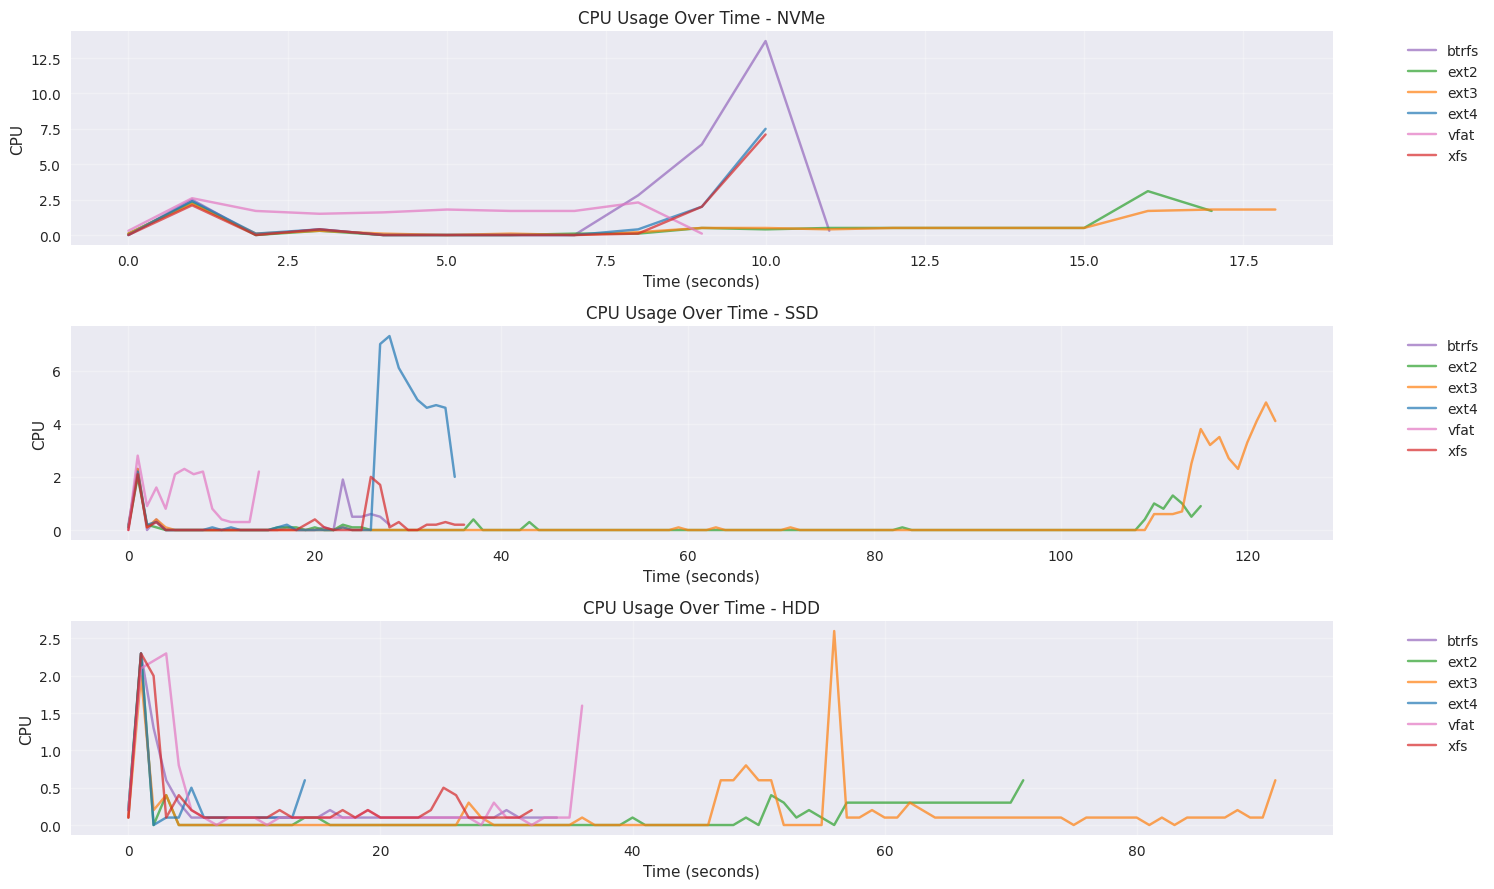 CPU Usage Over Time - NVMe
12.5
10.0
7.5
5.0
2.5
0.0
CPU
0.0 2.5 5.0 7.5 10.0 12.5 15.0 17.5
Time (seconds)
btrfs
ext2
ext3
ext4
vfat
xfs
CPU Usage Over Time - SSD
6
4
2
0
CPU
0 20 40 60 80 100 120
Time (seconds)
btrfs
ext2
ext3
ext4
vfat
xfs
CPU Usage Over Time - HDD
2.5
2.0
1.5
1.0
0.5
0.0
CPU
0 20 40 60 80
Time (seconds)
btrfs
ext2
ext3
ext4
vfat
xfs